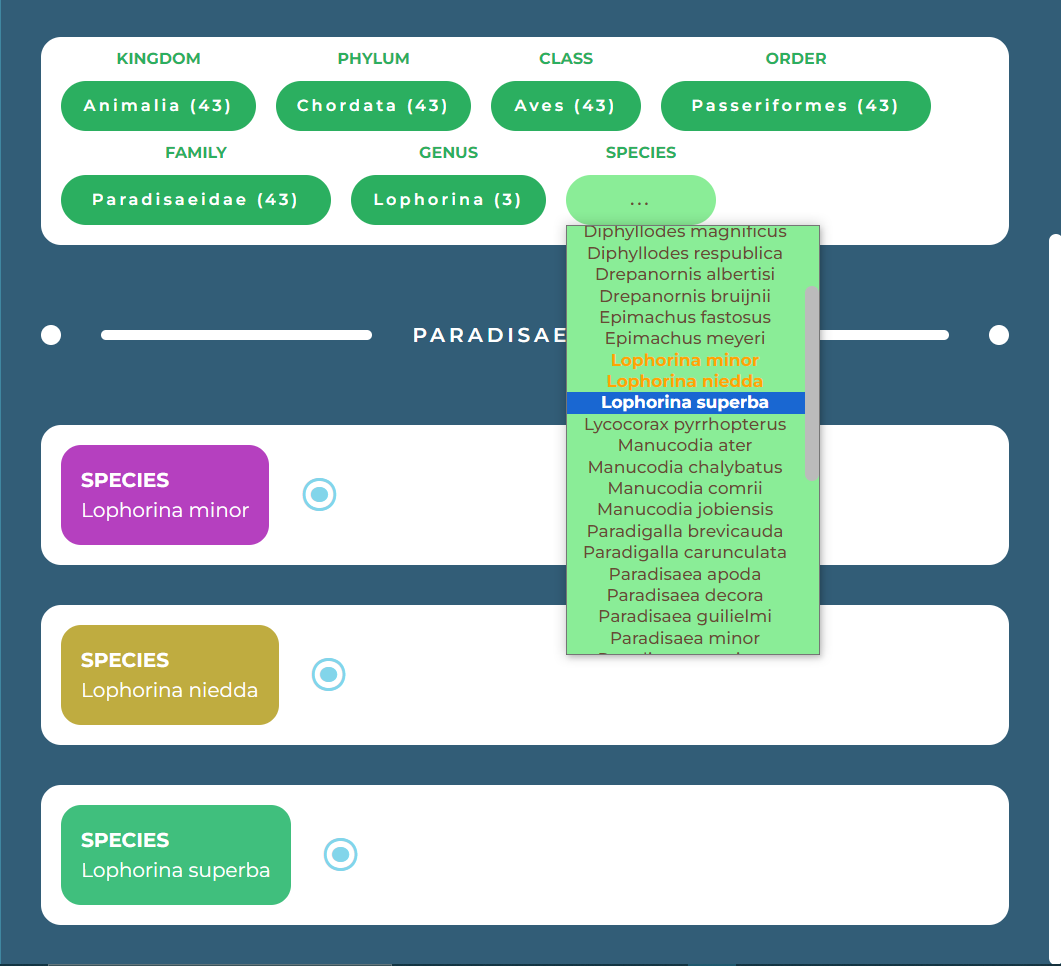 KINGDOM PHYLUM CLASS ORDER
Animalia (43) Chordata (43) Aves (43) Passeriformes (43)
FAMILY GENUS SPECIES
Paradisaeidae (43) Lophorina (3) ...
Diphyllodes magnificus
Diphyllodes respublica
Drepanornis albertisi
Drepanornis bruijnii
Epimachus fastosus
Epimachus meyeri
Lophorina minor
Lophorina niedda
Lophorina superba
Lycocorax pyrrhopterus
Manucodia ater
Manucodia chalybatus
Manucodia comrii
Manucodia jobiensis
Paradigalla brevicauda
Paradigalla carunculata
Paradisaea apoda
Paradisaea decora
Paradisaea guilielmi
Paradisaea minor
PARADISAE
SPECIES
Lophorina minor
SPECIES
Lophorina niedda
SPECIES
Lophorina superba